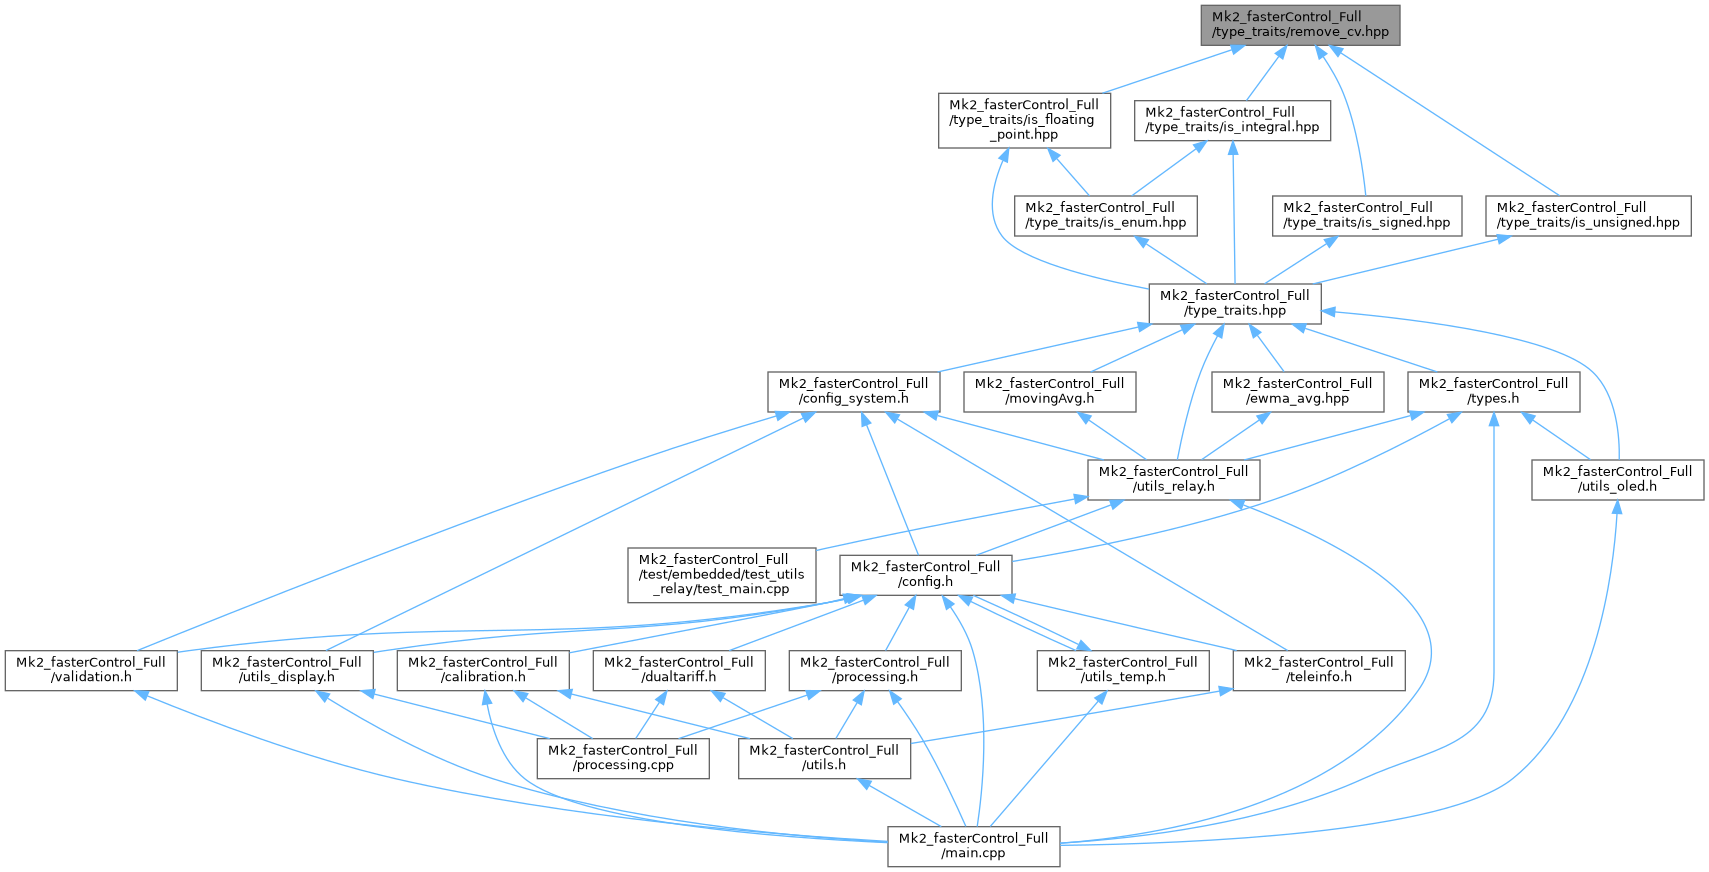 Mk2_fasterControl_Full
/type_traits/remove_cv.hpp
Mk2_fasterControl_Full
/type_traits/is_floating
_point.hpp
Mk2_fasterControl_Full
/type_traits/is_integral.hpp
Mk2_fasterControl_Full
/type_traits/is_enum.hpp
Mk2_fasterControl_Full
/type_traits/is_signed.hpp
Mk2_fasterControl_Full
/type_traits/is_unsigned.hpp
Mk2_fasterControl_Full
/type_traits.hpp
Mk2_fasterControl_Full
/config_system.h
Mk2_fasterControl_Full
/movingAvg.h
Mk2_fasterControl_Full
/ewma_avg.hpp
Mk2_fasterControl_Full
/types.h
Mk2_fasterControl_Full
/utils_relay.h
Mk2_fasterControl_Full
/utils_oled.h
Mk2_fasterControl_Full
/test/embedded/test_utils
_relay/test_main.cpp
Mk2_fasterControl_Full
/config.h
Mk2_fasterControl_Full
/validation.h
Mk2_fasterControl_Full
/utils_display.h
Mk2_fasterControl_Full
/calibration.h
Mk2_fasterControl_Full
/dualtariff.h
Mk2_fasterControl_Full
/processing.h
Mk2_fasterControl_Full
/utils_temp.h
Mk2_fasterControl_Full
/teleinfo.h
Mk2_fasterControl_Full
/processing.cpp
Mk2_fasterControl_Full
/utils.h
Mk2_fasterControl_Full
/main.cpp